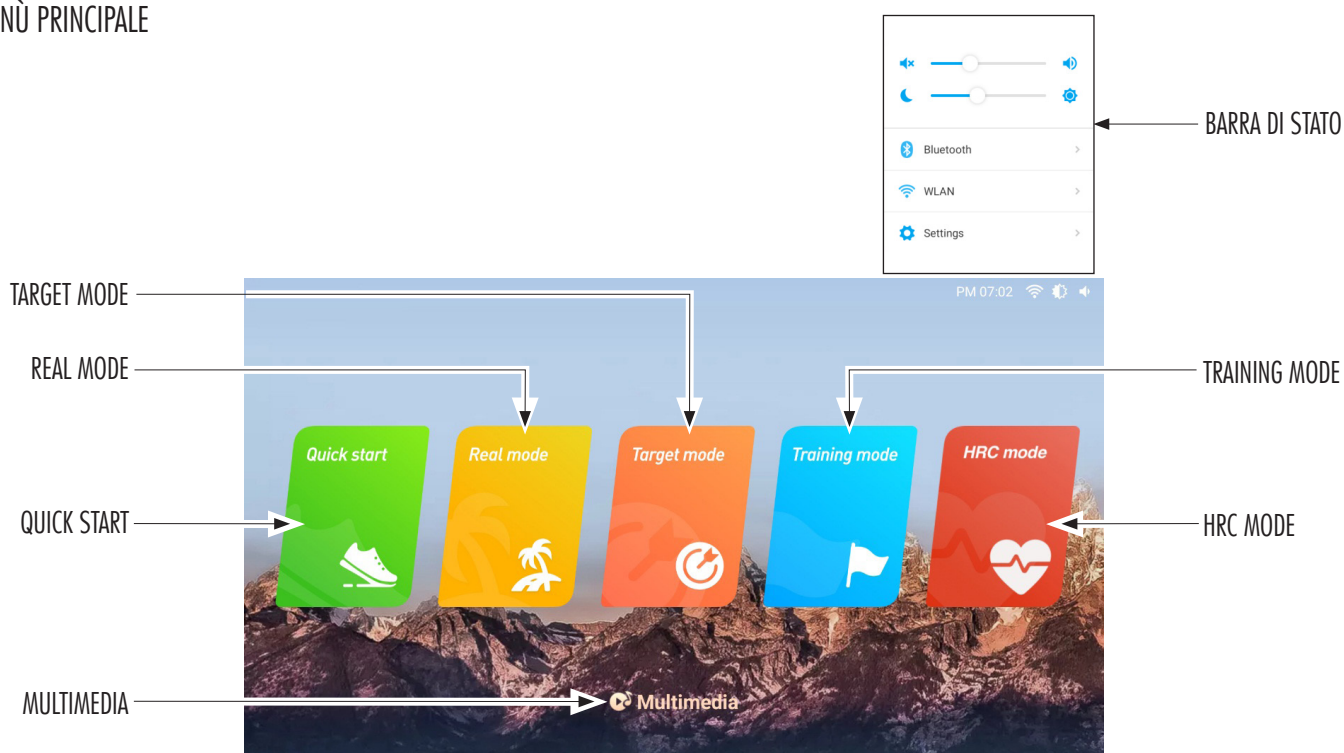 NÙ PRINCIPALE
BARRA DI STATO
Bluetooth
WLAN
Settings
TARGET MODE
PM 07:02
REAL MODE
TRAINING MODE
Quick start
Real mode
Target mode
Training mode
HRC mode
QUICK START
HRC MODE
MULTIMEDIA
Multimedia